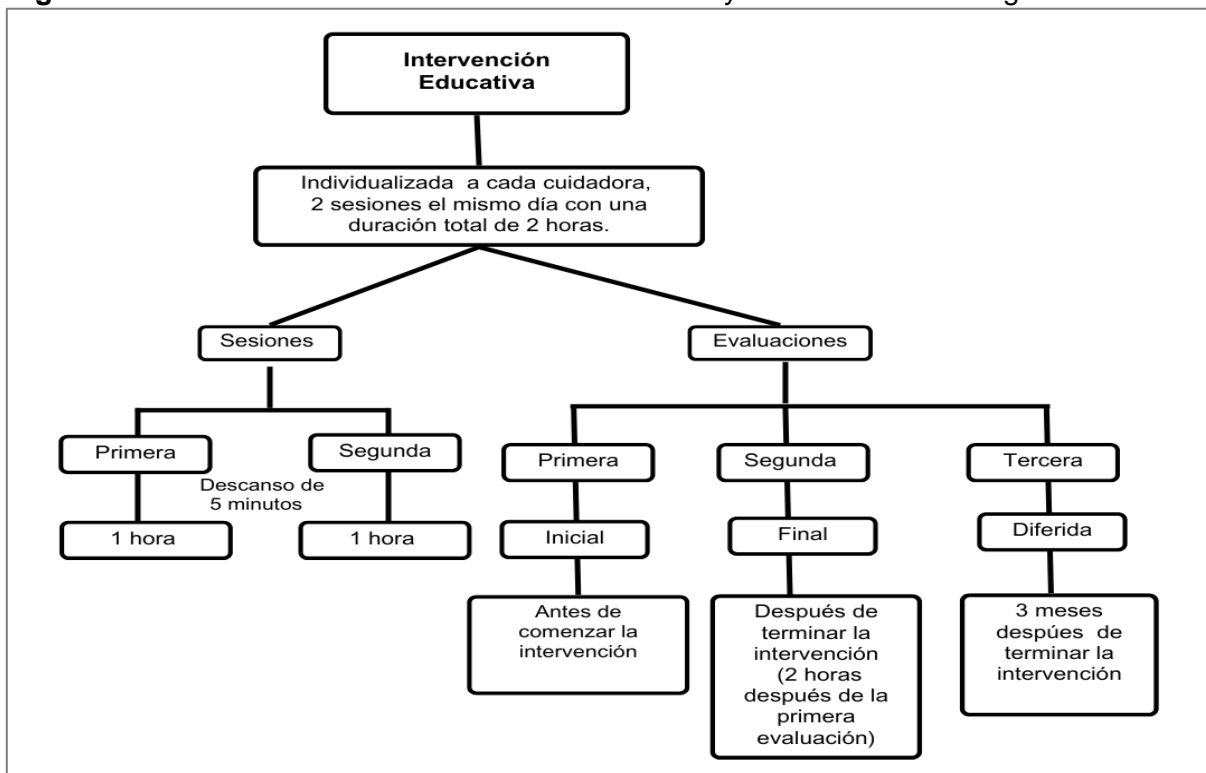 Intervención
Educativa
Individualizada a cada cuidadora,
2 sesiones el mismo día con una
duración total de 2 horas.
Sesiones
Evaluaciones
Primera
Segunda
Descanso de
5 minutos
1 hora
1 hora
Primera
Segunda
Tercera
Inicial
Final
Diferida
Antes de
comenzar la
intervención
Después de
terminar la
intervención
(2 horas
después de la
primera
evaluación)
3 meses
despúes de
terminar la
intervención